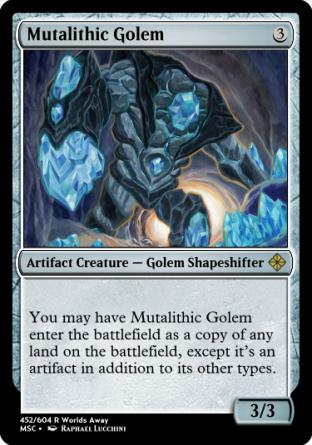 Mutalithic Golem 3
Artifact Creature — Golem Shapeshifter
You may have Mutalithic Golem
enter the battlefield as a copy of any
land on the battlefield, except it's an
artifact in addition to its other types.
3/3
452/604 R Worlds Away
MSC • Raphael Lucchini